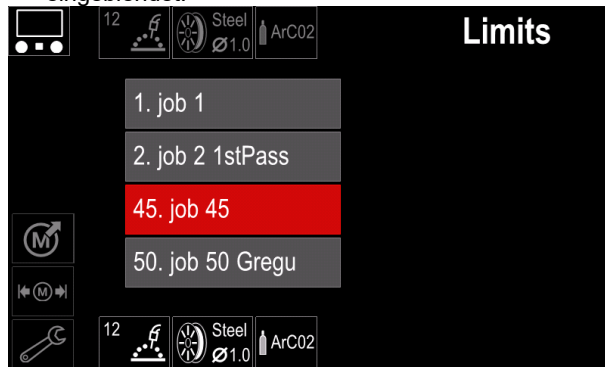 12 Steel Ø1.0 ArC02 Limits
1. job 1
2. job 2 1stPass
45. job 45
M
50. job 50 Gregu
M
12 Steel Ø1.0 ArC02